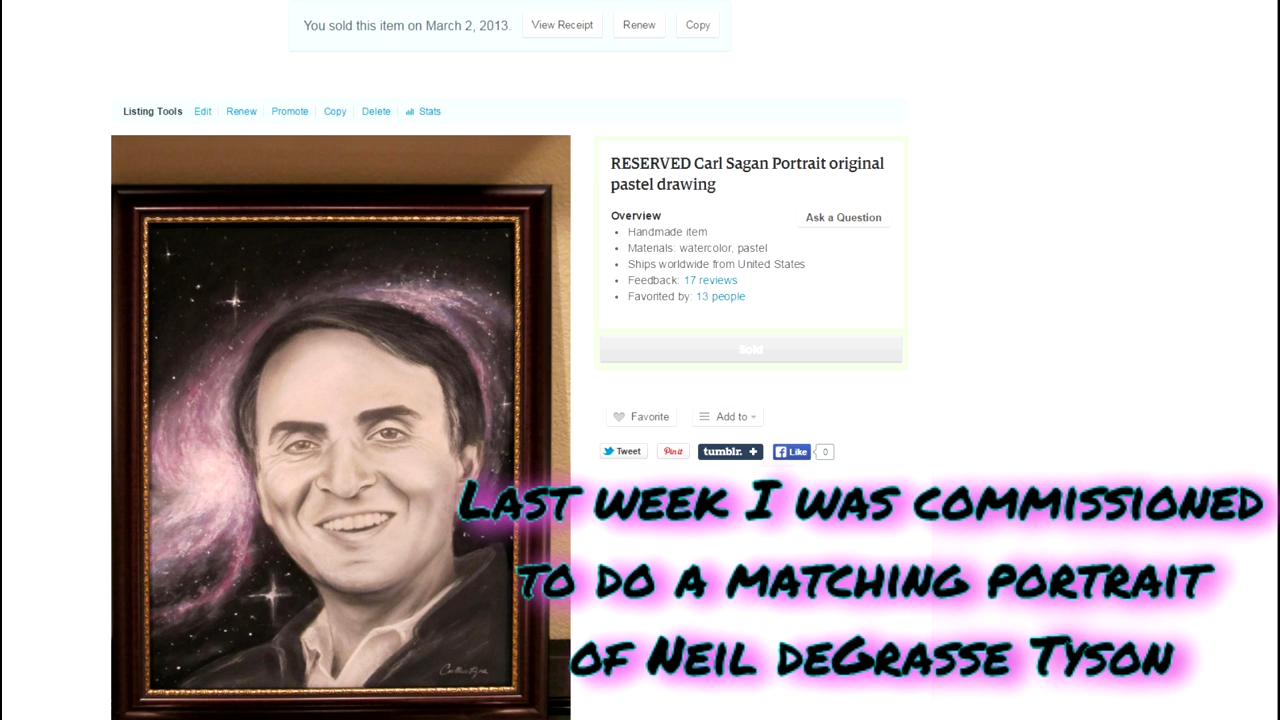 You sold this item on March 2, 2013. View Receipt Renew Copy
Listing Tools Edit Renew Promote Copy Delete Stats
RESERVED Carl Sagan Portrait original
pastel drawing
Overview
Ask a Question
Handmade item
Materials: watercolor, pastel
Ships worldwide from United States
Feedback: 17 reviews
Favorited by: 13 people
Sold
Favorite Add to
Tweet Pin it tumblr. + Like 0
Last week I was commissioned
to do a matching portrait
of Neil deGrasse Tyson